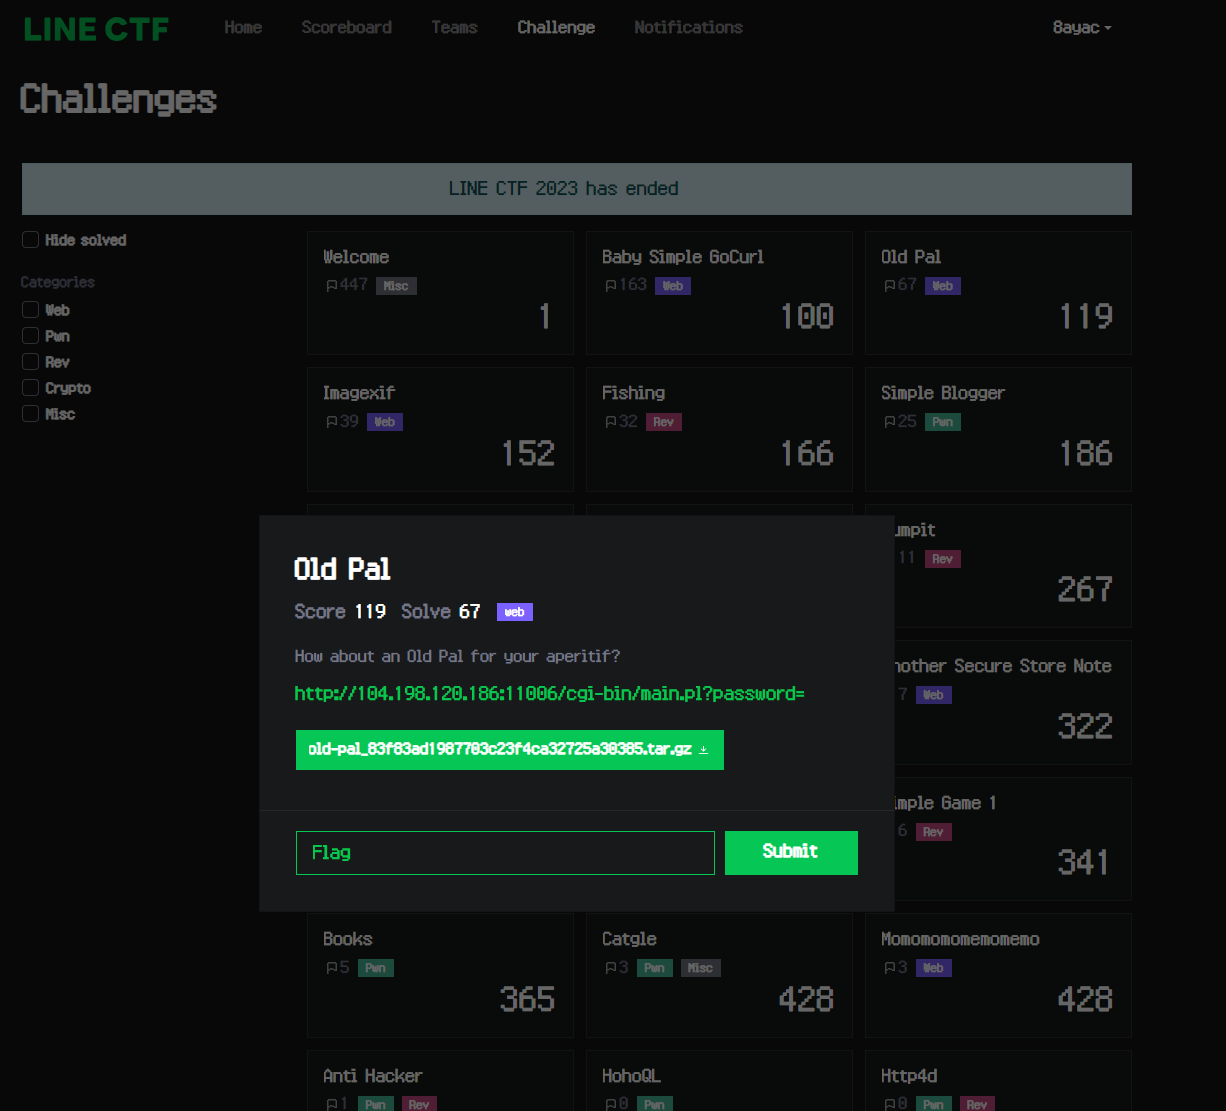 LINE CTF Home Scoreboard Teams Challenge Notifications 8ayac
Challenges
LINE CTF 2023 has ended
Hide solved
Categories
Web
Pwn
Rev
Crypto
Misc
Welcome
447 Misc
1
Baby Simple GoCurl
163 Web
100
Old Pal
67 Web
119
Imagexif
39 Web
152
Fishing
32 Rev
166
Simple Blogger
25 Pwn
186
umpit
11 Rev
267
nother Secure Store Note
7 Web
322
imple Game 1
6 Rev
341
Old Pal
Score 119 Solve 67 web
How about an Old Pal for your aperitif?
http://104.198.120.186:11006/cgi-bin/main.pl?password=
old-pal_83f83ad1987703c23f4ca32725a30385.tar.gz
Flag
Submit
Books
5 Pwn
365
Catgle
3 Pwn Misc
428
Momomomomemomemo
3 Web
428
Anti Hacker
1 Pwn Rev
HohoQL
0 Pwn
Http4d
0 Pwn Rev